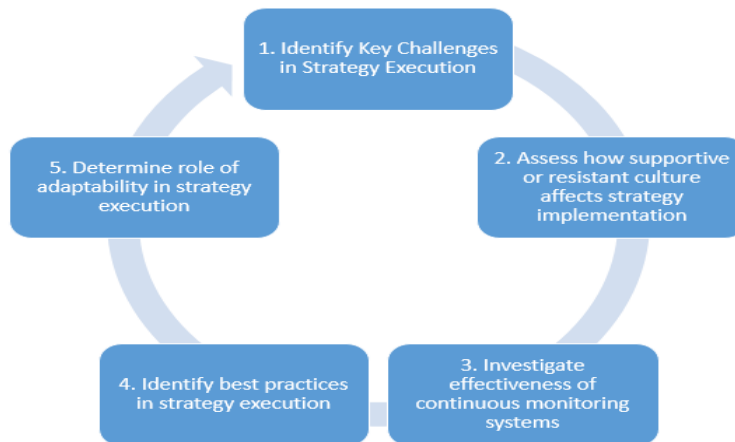 1. Identify Key Challenges
in Strategy Execution
2. Assess how supportive
or resistant culture
affects strategy
implementation
3. Investigate
effectiveness of
continuous monitoring
systems
4. Identify best practices
in strategy execution
5. Determine role of
adaptability in strategy
execution